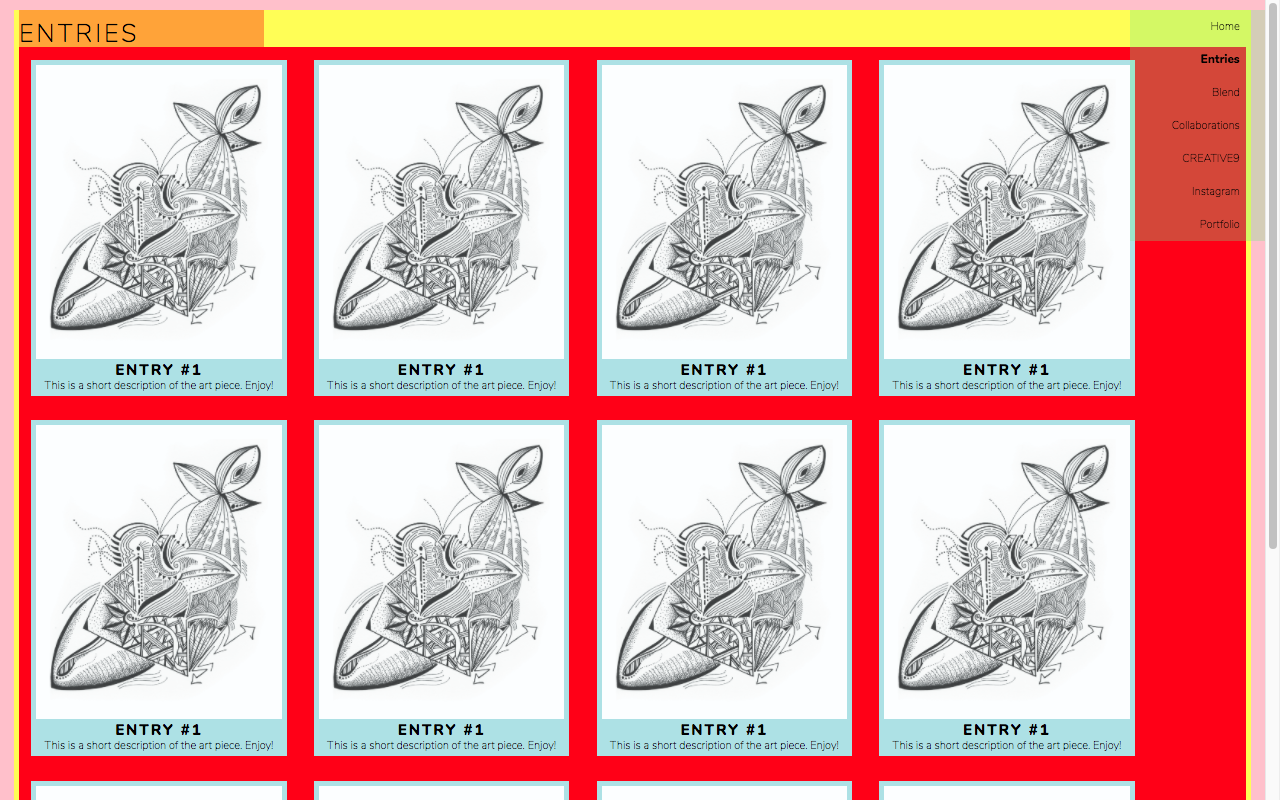 ENTRIES
Home
Entries
Blend
Collaborations
CREATIVE9
Instagram
Portfolio
ENTRY #1
This is a short description of the art piece. Enjoy!
ENTRY #1
This is a short description of the art piece. Enjoy!
ENTRY #1
This is a short description of the art piece. Enjoy!
ENTRY #1
This is a short description of the art piece. Enjoy!
ENTRY #1
This is a short description of the art piece. Enjoy!
ENTRY #1
This is a short description of the art piece. Enjoy!
ENTRY #1
This is a short description of the art piece. Enjoy!
ENTRY #1
This is a short description of the art piece. Enjoy!